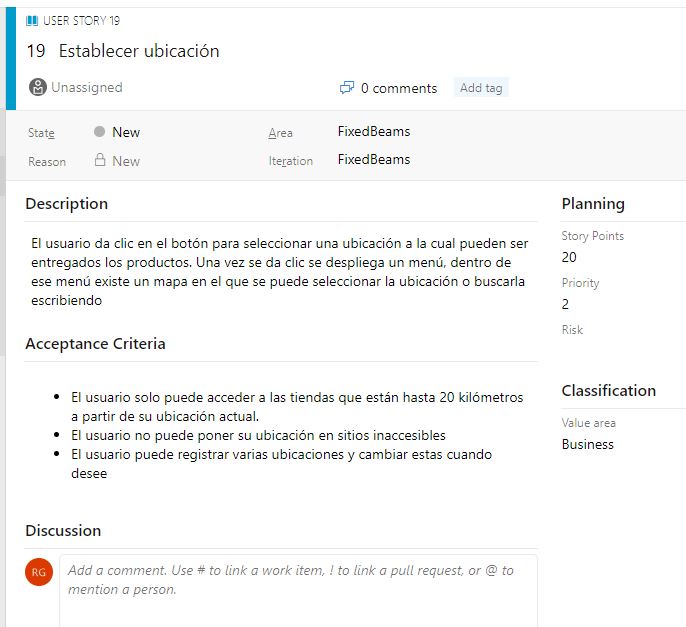 USER STORY 19
19 Establecer ubicación
Unassigned
0 comments
Add tag
State New
Area FixedBeams
Reason New
Iteration FixedBeams
Description
El usuario da clic en el botón para seleccionar una ubicación a la cual pueden ser
entregados los productos. Una vez se da clic se despliega un menú, dentro de
ese menú existe un mapa en el que se puede seleccionar la ubicación o buscarla
escribiendo
Acceptance Criteria
• El usuario solo puede acceder a las tiendas que están hasta 20 kilómetros
a partir de su ubicación actual.
• El usuario no puede poner su ubicación en sitios inaccesibles
• El usuario puede registrar varias ubicaciones y cambiar estas cuando
desee
Discussion
RG
Add a comment. Use # to link a work item, ! to link a pull request, or @ to
mention a person.
Planning
Story Points
20
Priority
2
Risk
Classification
Value area
Business